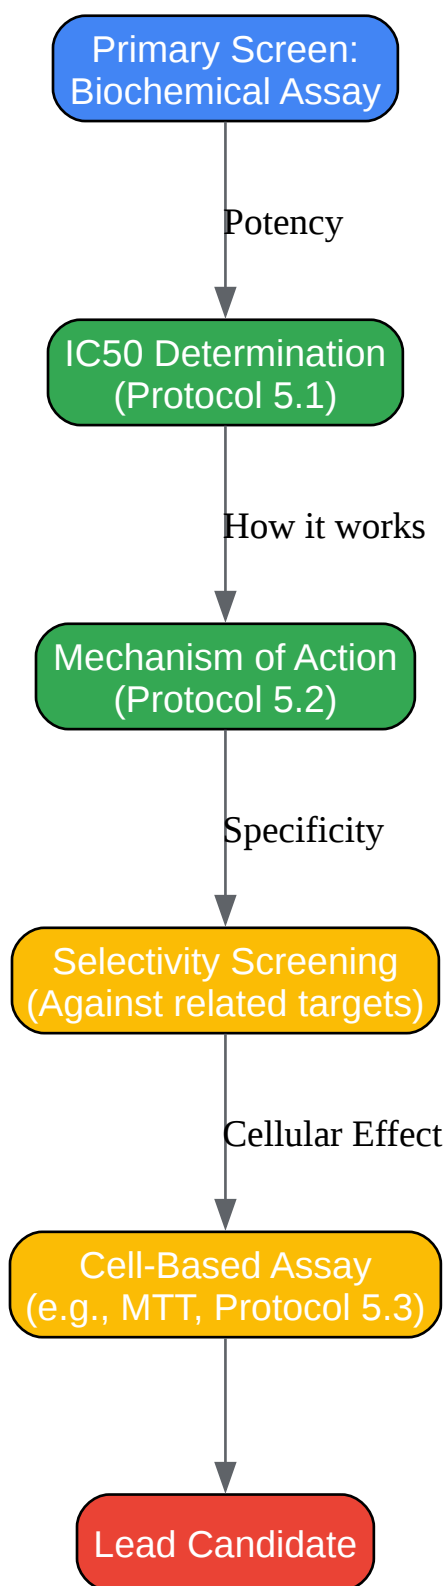 Primary Screen:
Biochemical Assay
Potency
IC50 Determination
(Protocol 5.1)
How it works
Mechanism of Action
(Protocol 5.2)
Specificity
Selectivity Screening
(Against related targets)
Cellular Effect
Cell-Based Assay
(e.g., MTT, Protocol 5.3)
Lead Candidate